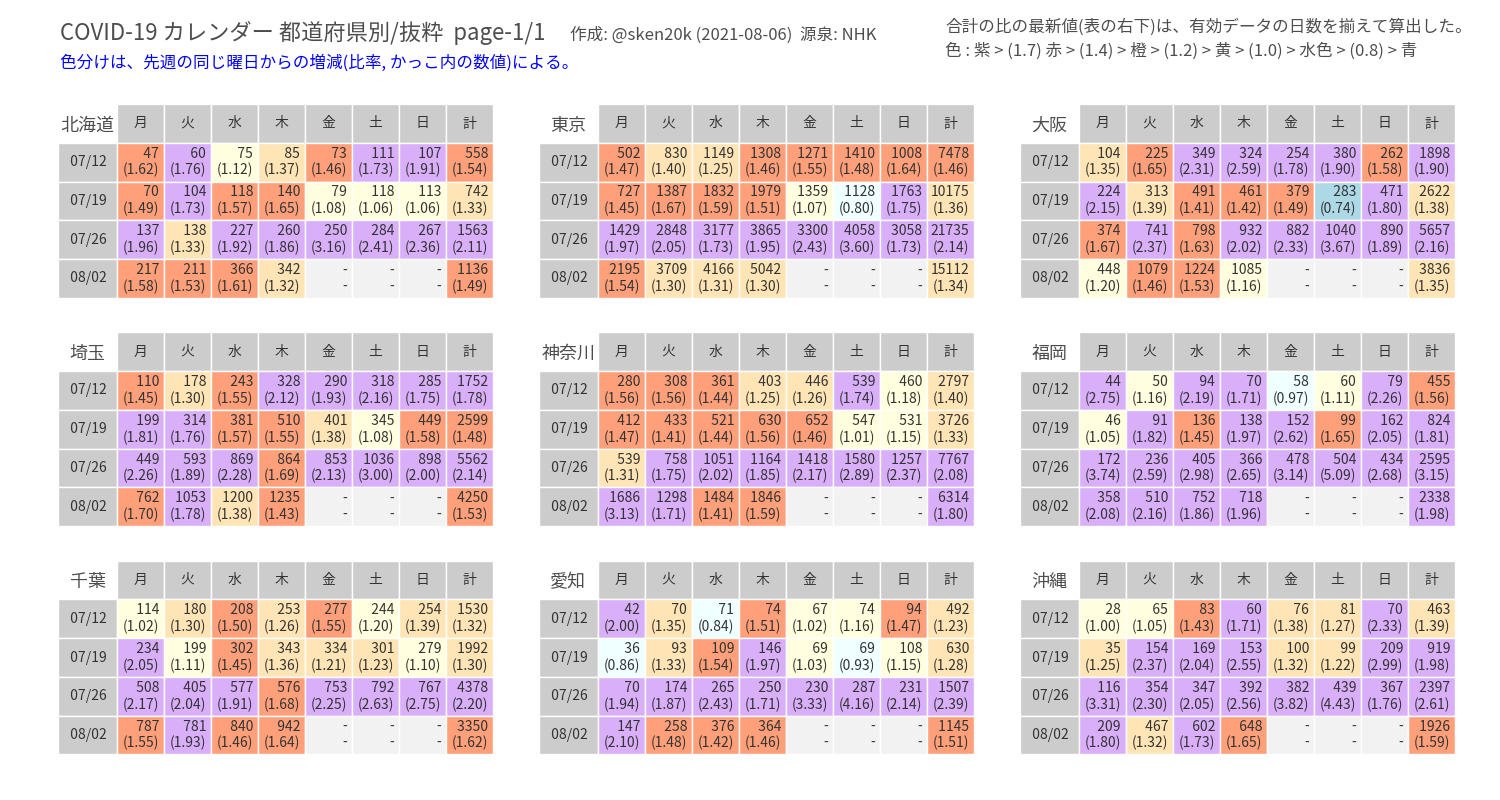 COVID-19 カレンダー 都道府県別/抜粋 page-1/1 作成: @sken20k (2021-08-06) 源泉: NHK
合計の比の最新値(表の右下)は、有効データの日数を揃えて算出した。
色分けは、先週の同じ曜日からの増減(比率, かっこ内の数値)による。
色 : 紫 > (1.7) 赤 > (1.4) 橙 > (1.2) > 黄 > (1.0) > 水色 > (0.8) > 青
北海道 月 火 水 木 金 土 日 計
07/12 47 60 75 85 73 111 107 558
(1.62) (1.76) (1.12) (1.37) (1.46) (1.73) (1.91) (1.54)
07/19 70 104 118 140 79 118 113 742
(1.49) (1.73) (1.57) (1.65) (1.08) (1.06) (1.06) (1.33)
07/26 137 138 227 260 250 284 267 1563
(1.96) (1.33) (1.92) (1.86) (3.16) (2.41) (2.36) (2.11)
08/02 217 211 366 342 - - - 1136
(1.58) (1.53) (1.61) (1.32) - - - (1.49)
東京 月 火 水 木 金 土 日 計
07/12 502 830 1149 1308 1271 1410 1008 7478
(1.47) (1.40) (1.25) (1.46) (1.55) (1.48) (1.64) (1.46)
07/19 727 1387 1832 1979 1359 1128 1763 10175
(1.45) (1.67) (1.59) (1.51) (1.07) (0.80) (1.75) (1.36)
07/26 1429 2848 3177 3865 3300 4058 3058 21735
(1.97) (2.05) (1.73) (1.95) (2.43) (3.60) (1.73) (2.14)
08/02 2195 3709 4166 5042 - - - 15112
(1.54) (1.30) (1.31) (1.30) - - - (1.34)
大阪 月 火 水 木 金 土 日 計
07/12 104 225 349 324 254 380 262 1898
(1.35) (1.65) (2.31) (2.59) (1.78) (1.90) (1.58) (1.90)
07/19 224 313 491 461 379 283 471 2622
(2.15) (1.39) (1.41) (1.42) (1.49) (0.74) (1.80) (1.38)
07/26 374 741 798 932 882 1040 890 5657
(1.67) (2.37) (1.63) (2.02) (2.33) (3.67) (1.89) (2.16)
08/02 448 1079 1224 1085 - - - 3836
(1.20) (1.46) (1.53) (1.16) - - - (1.35)
埼玉 月 火 水 木 金 土 日 計
07/12 110 178 243 328 290 318 285 1752
(1.45) (1.30) (1.55) (2.12) (1.93) (2.16) (1.75) (1.78)
07/19 199 314 381 510 401 345 449 2599
(1.81) (1.76) (1.57) (1.55) (1.38) (1.08) (1.58) (1.48)
07/26 449 593 869 864 853 1036 898 5562
(2.26) (1.89) (2.28) (1.69) (2.13) (3.00) (2.00) (2.14)
08/02 762 1053 1200 1235 - - - 4250
(1.70) (1.78) (1.38) (1.43) - - - (1.53)
神奈川 月 火 水 木 金 土 日 計
07/12 280 308 361 403 446 539 460 2797
(1.56) (1.56) (1.44) (1.25) (1.26) (1.74) (1.18) (1.40)
07/19 412 433 521 630 652 547 531 3726
(1.47) (1.41) (1.44) (1.56) (1.46) (1.01) (1.15) (1.33)
07/26 539 758 1051 1164 1418 1580 1257 7767
(1.31) (1.75) (2.02) (1.85) (2.17) (2.89) (2.37) (2.08)
08/02 1686 1298 1484 1846 - - - 6314
(3.13) (1.71) (1.41) (1.59) - - - (1.80)
福岡 月 火 水 木 金 土 日 計
07/12 44 50 94 70 58 60 79 455
(2.75) (1.16) (2.19) (1.71) (0.97) (1.11) (2.26) (1.56)
07/19 46 91 136 138 152 99 162 824
(1.05) (1.82) (1.45) (1.97) (2.62) (1.65) (2.05) (1.81)
07/26 172 236 405 366 478 504 434 2595
(3.74) (2.59) (2.98) (2.65) (3.14) (5.09) (2.68) (3.15)
08/02 358 510 752 718 - - - 2338
(2.08) (2.16) (1.86) (1.96) - - - (1.98)
千葉 月 火 水 木 金 土 日 計
07/12 114 180 208 253 277 244 254 1530
(1.02) (1.30) (1.50) (1.26) (1.55) (1.20) (1.39) (1.32)
07/19 234 199 302 343 334 301 279 1992
(2.05) (1.11) (1.45) (1.36) (1.21) (1.23) (1.10) (1.30)
07/26 508 405 577 576 753 792 767 4378
(2.17) (2.04) (1.91) (1.68) (2.25) (2.63) (2.75) (2.20)
08/02 787 781 840 942 - - - 3350
(1.55) (1.93) (1.46) (1.64) - - - (1.62)
愛知 月 火 水 木 金 土 日 計
07/12 42 70 71 74 67 74 94 492
(2.00) (1.35) (0.84) (1.51) (1.02) (1.16) (1.47) (1.23)
07/19 36 93 109 146 69 69 108 630
(0.86) (1.33) (1.54) (1.97) (1.03) (0.93) (1.15) (1.28)
07/26 70 174 265 250 230 287 231 1507
(1.94) (1.87) (2.43) (1.71) (3.33) (4.16) (2.14) (2.39)
08/02 147 258 376 364 - - - 1145
(2.10) (1.48) (1.42) (1.46) - - - (1.51)
沖縄 月 火 水 木 金 土 日 計
07/12 28 65 83 60 76 81 70 463
(1.00) (1.05) (1.43) (1.71) (1.38) (1.27) (2.33) (1.39)
07/19 35 154 169 153 100 99 209 919
(1.25) (2.37) (2.04) (2.55) (1.32) (1.22) (2.99) (1.98)
07/26 116 354 347 392 382 439 367 2397
(3.31) (2.30) (2.05) (2.56) (3.82) (4.43) (1.76) (2.61)
08/02 209 467 602 648 - - - 1926
(1.80) (1.32) (1.73) (1.65) - - - (1.59)